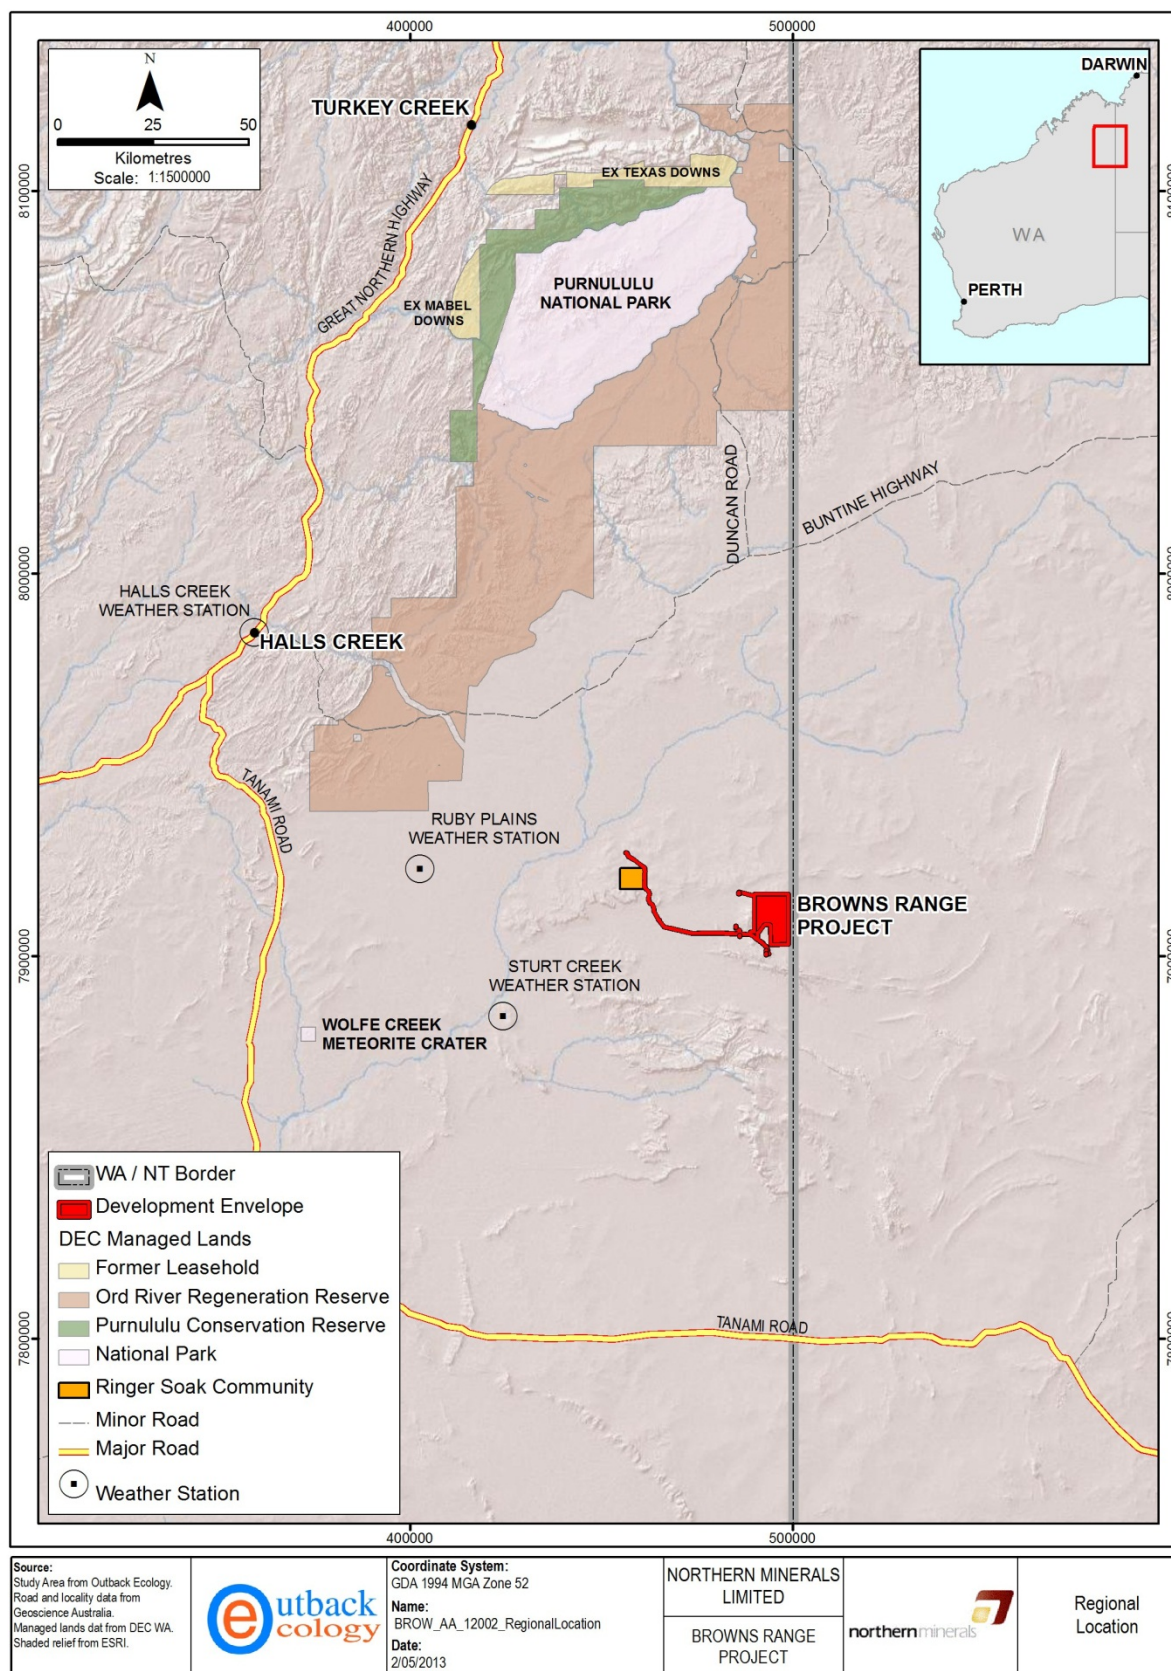 400000
500000
N
0 25 50
Kilometres
Scale: 1:1500000
TURKEY CREEK
DARWIN
WA
PERTH
8100000
8100000
EX TEXAS DOWNS
GREAT NORTHERN HIGHWAY
PURNULULU
NATIONAL PARK
EX MABEL
DOWNS
DUNCAN ROAD
BUNTINE HIGHWAY
8000000
8000000
HALLS CREEK
WEATHER STATION
HALLS CREEK
TANAMI ROAD
RUBY PLAINS
WEATHER STATION
BROWNS RANGE
PROJECT
7900000
7900000
STURT CREEK
WEATHER STATION
WOLFE CREEK
METEORITE CRATER
WA / NT Border
Development Envelope
DEC Managed Lands
Former Leasehold
Ord River Regeneration Reserve
Purnululu Conservation Reserve
National Park
Ringer Soak Community
Minor Road
Major Road
Weather Station
7800000
7800000
TANAMI ROAD
400000
500000
Source:
Study Area from Outback Ecology.
Road and locality data from
Geoscience Australia.
Managed lands dat from DEC WA.
Shaded relief from ESRI.
Outback
ecology
Coordinate System:
GDA 1994 MGA Zone 52
Name:
BROW_AA_12002_RegionalLocation
Date:
2/05/2013
NORTHERN MINERALS
LIMITED
BROWNS RANGE
PROJECT
northernminerals
Regional
Location